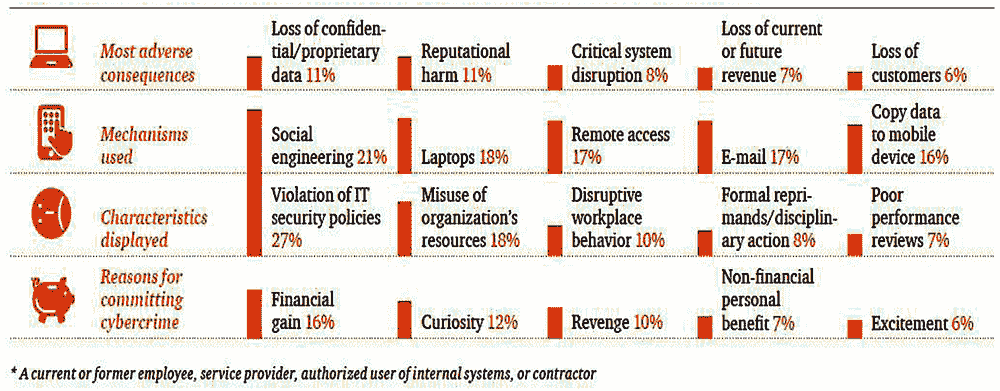 Most adverse
consequences
Loss of confiden-
tial/proprietary
data 11%
Reputational
harm 11%
Critical system
disruption 8%
Loss of current
or future
revenue 7%
Loss of
customers 6%
Mechanisms
used
Social
engineering 21%
Laptops 18%
Remote access
17%
E-mail 17%
Copy data
to mobile
device 16%
Characteristics
displayed
Violation of IT
security policies
27%
Misuse of
organization's
resources 18%
Disruptive
workplace
behavior 10%
Formal repri-
mands/disciplin-
ary action 8%
Poor
performance
reviews 7%
Reasons for
committing
cybercrime
Financial
gain 16%
Curiosity 12%
Revenge 10%
Non-financial
personal
benefit 7%
Excitement 6%
* A current or former employee, service provider, authorized user of internal systems, or contractor